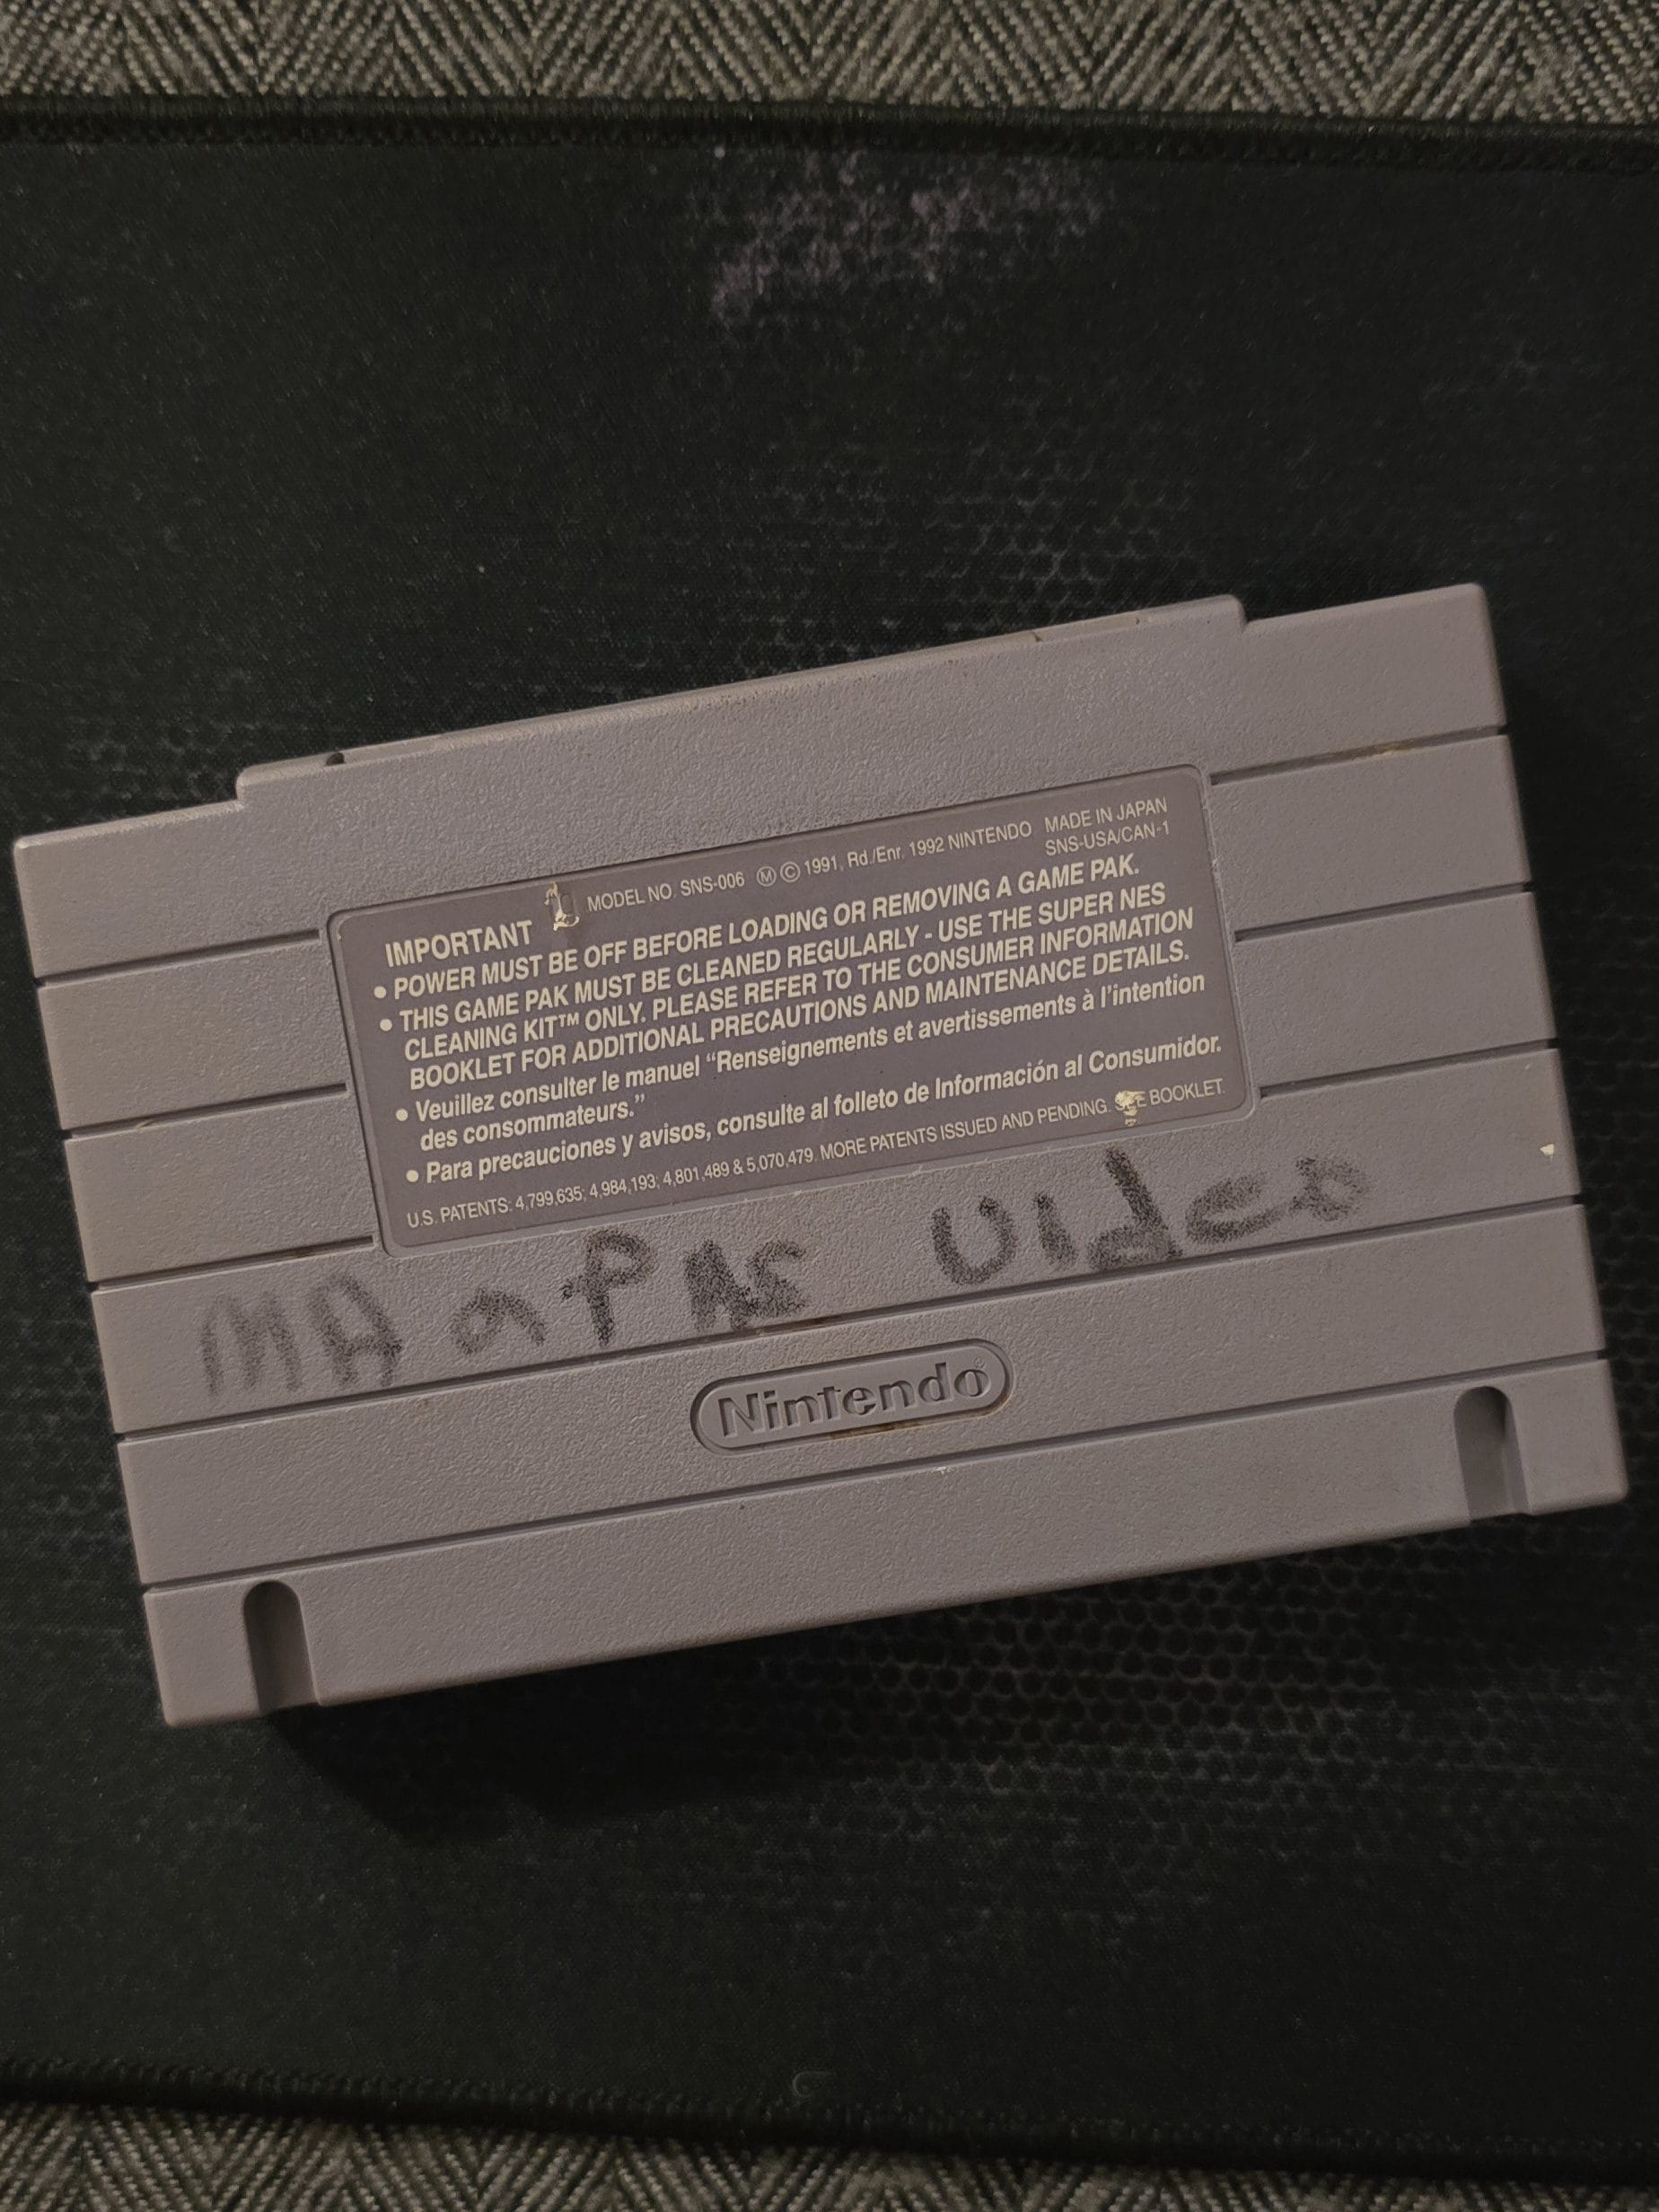 MODEL NO. SNS-006 Ⓜ © 1991, Rd./Enr. 1992 NINTENDO MADE IN JAPAN
SNS-USA/CAN-1
IMPORTANT
• POWER MUST BE OFF BEFORE LOADING OR REMOVING A GAME PAK.
• THIS GAME PAK MUST BE CLEANED REGULARLY - USE THE SUPER NES
CLEANING KIT™ ONLY. PLEASE REFER TO THE CONSUMER INFORMATION
BOOKLET FOR ADDITIONAL PRECAUTIONS AND MAINTENANCE DETAILS.
• Veuillez consulter le manuel “Renseignements et avertissements à l’intention
des consommateurs.”
• Para precauciones y avisos, consulte al folleto de Información al Consumidor.
U.S. PATENTS: 4,799,635; 4,984,193; 4,801,489 & 5,070,479. MORE PATENTS ISSUED AND PENDING. SEE BOOKLET.
MA n PAS VIdeo
Nintendo